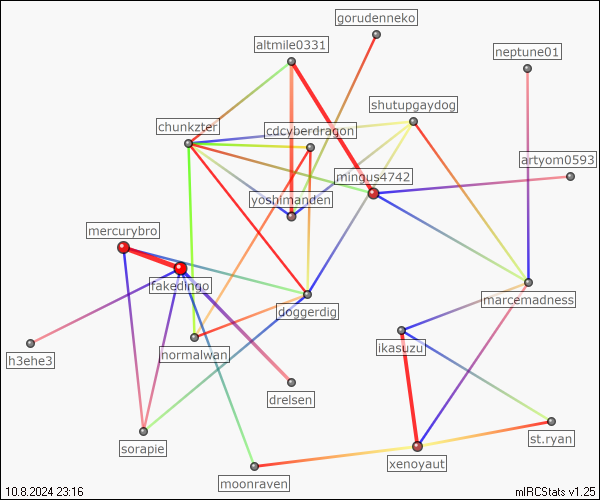 gorudenneko
altmile0331
neptune01
shutupgaydog
chunkzter
cdcyberdragon
artyom0593
mingus4742
yoshimanden
mercurybro
fakedingo
marcemadness
doggerdig
ikasuzu
normalwan
h3ehe3
drelsen
st.ryan
sorapie
xenoyaut
moonraven
10.8.2024 23:16
mIRCStats v1.25